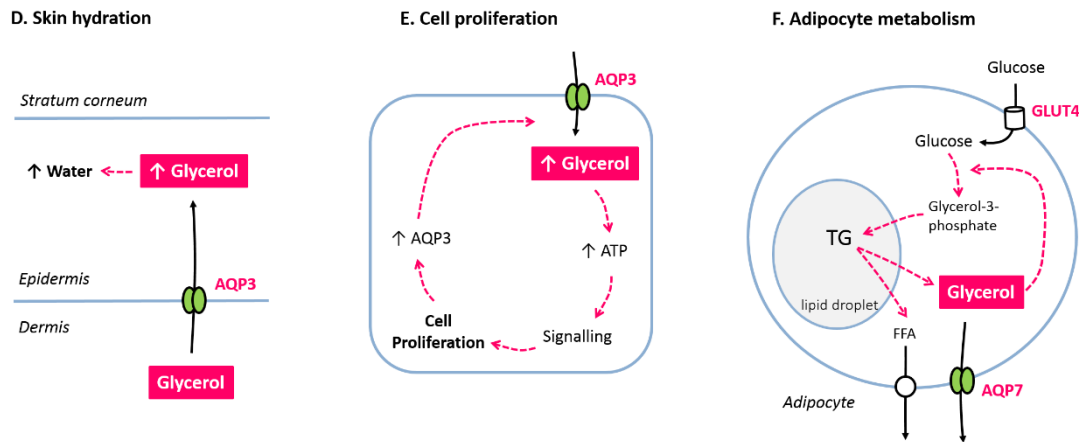 D. Skin hydration
Stratum corneum
↑ Water
↑ Glycerol
Epidermis
AQP3
Dermis
Glycerol
E. Cell proliferation
AQP3
↑ Glycerol
↑ AQP3
↑ ATP
Cell
Proliferation
Signalling
F. Adipocyte metabolism
Glucose
GLUT4
Glucose
Glycerol-3-
phosphate
TG
lipid droplet
Glycerol
FFA
AQP7
Adipocyte